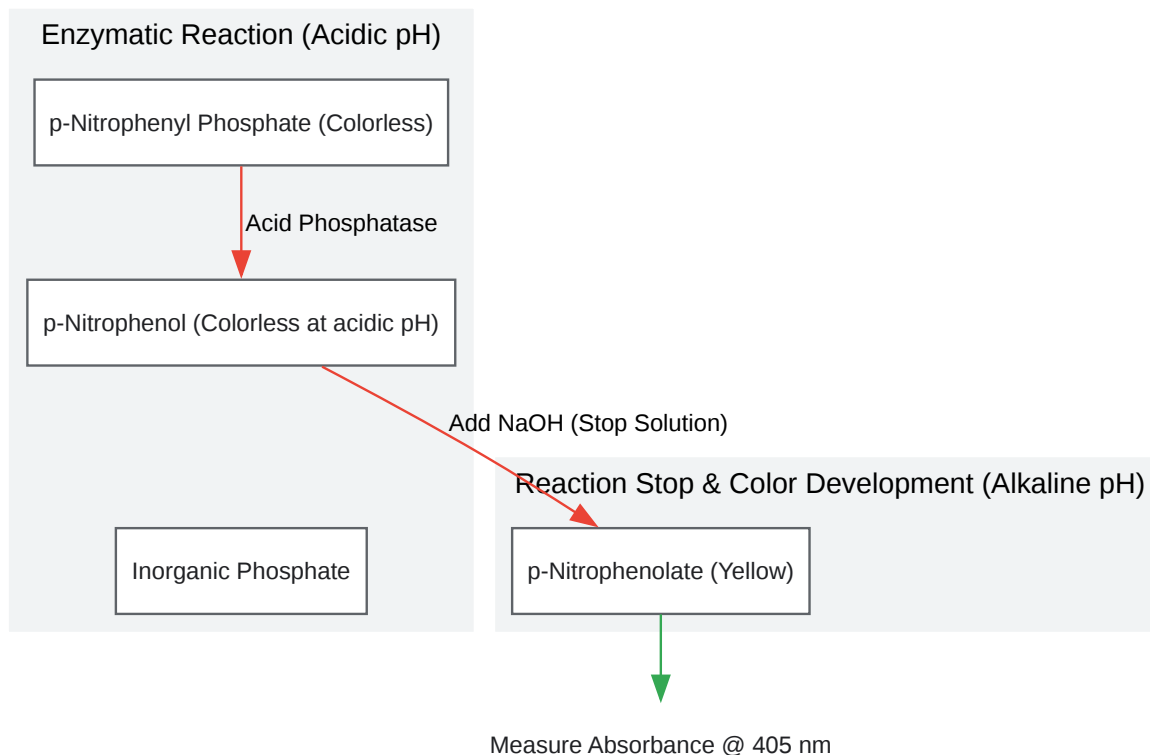 Enzymatic Reaction (Acidic pH)
p-Nitrophenyl Phosphate (Colorless)
Acid Phosphatase
p-Nitrophenol (Colorless at acidic pH)
Add NaOH (Stop Solution)
Reaction Stop & Color Development (Alkaline pH)
Inorganic Phosphate
p-Nitrophenolate (Yellow)
Measure Absorbance @ 405 nm